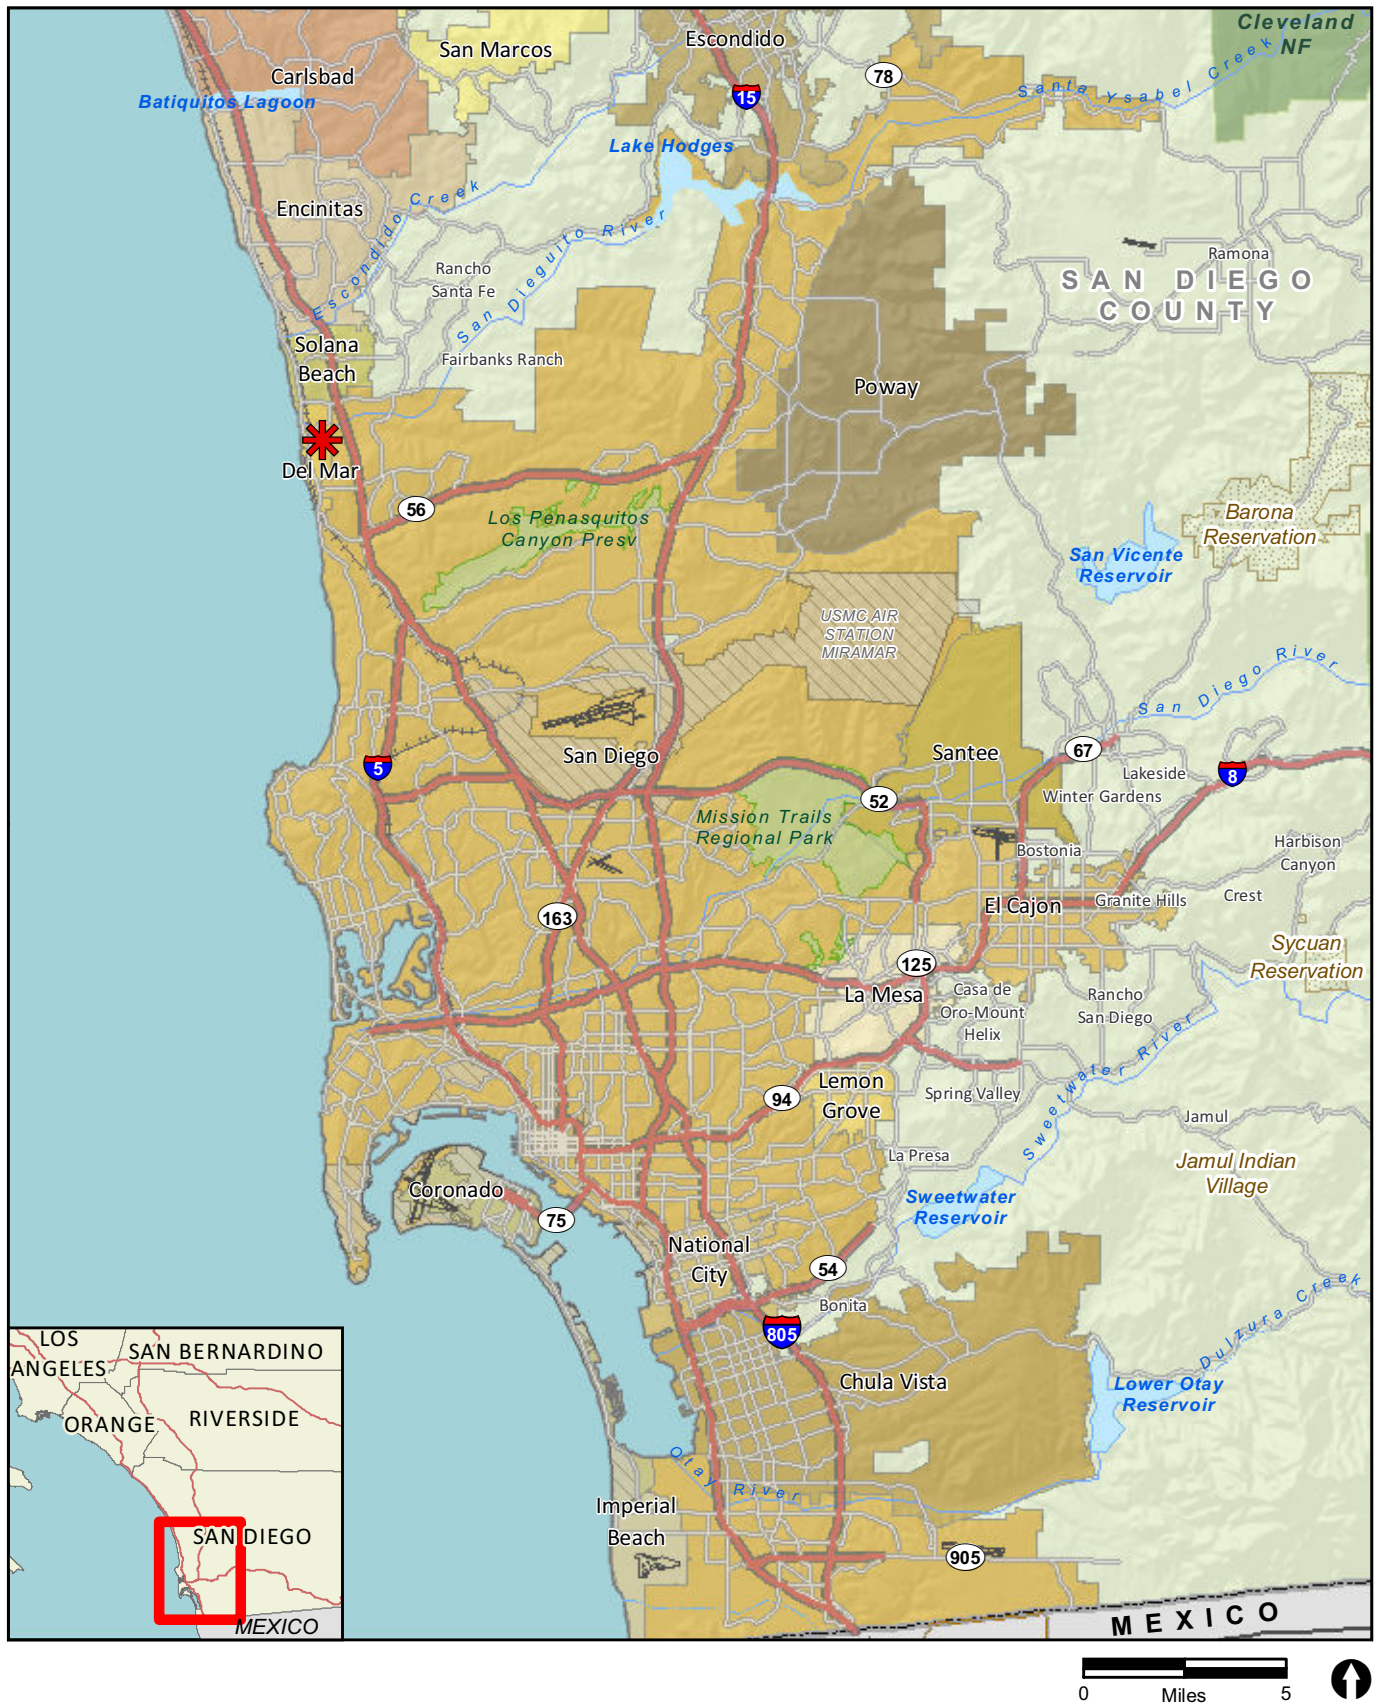 Cleveland
NF
San Marcos
Escondido
Carlsbad
78
15
Batiquitos Lagoon
Santa Ysabel Creek
Lake Hodges
Escondido Creek
Encinitas
San Dieguito River
Ramona
Rancho
Santa Fe
SAN DIEGO
COUNTY
Solana
Beach
Fairbanks Ranch
Poway
Del Mar
56
Los Penasquitos
Canyon Presv
Barona
Reservation
San Vicente
Reservoir
USMC AIR
STATION
MIRAMAR
San Diego River
San Diego
Santee
67
5
8
Lakeside
Winter Gardens
52
Mission Trails
Regional Park
Bostonia
Harbison
Canyon
El Cajon
Granite Hills
Crest
163
125
Sycuan
Reservation
La Mesa
Casa de
Oro-Mount
Helix
Rancho
San Diego
Sweetwater River
94
Lemon
Grove
Spring Valley
Jamul
La Presa
Jamul Indian
Village
Coronado
75
Sweetwater
Reservoir
National
City
54
Bonita
805
Dulzura Creek
Chula Vista
Lower Otay
Reservoir
Otay River
Imperial
Beach
905
MEXICO
LOS
ANGELES
SAN BERNARDINO
ORANGE
RIVERSIDE
SAN DIEGO
MEXICO
0 Miles 5